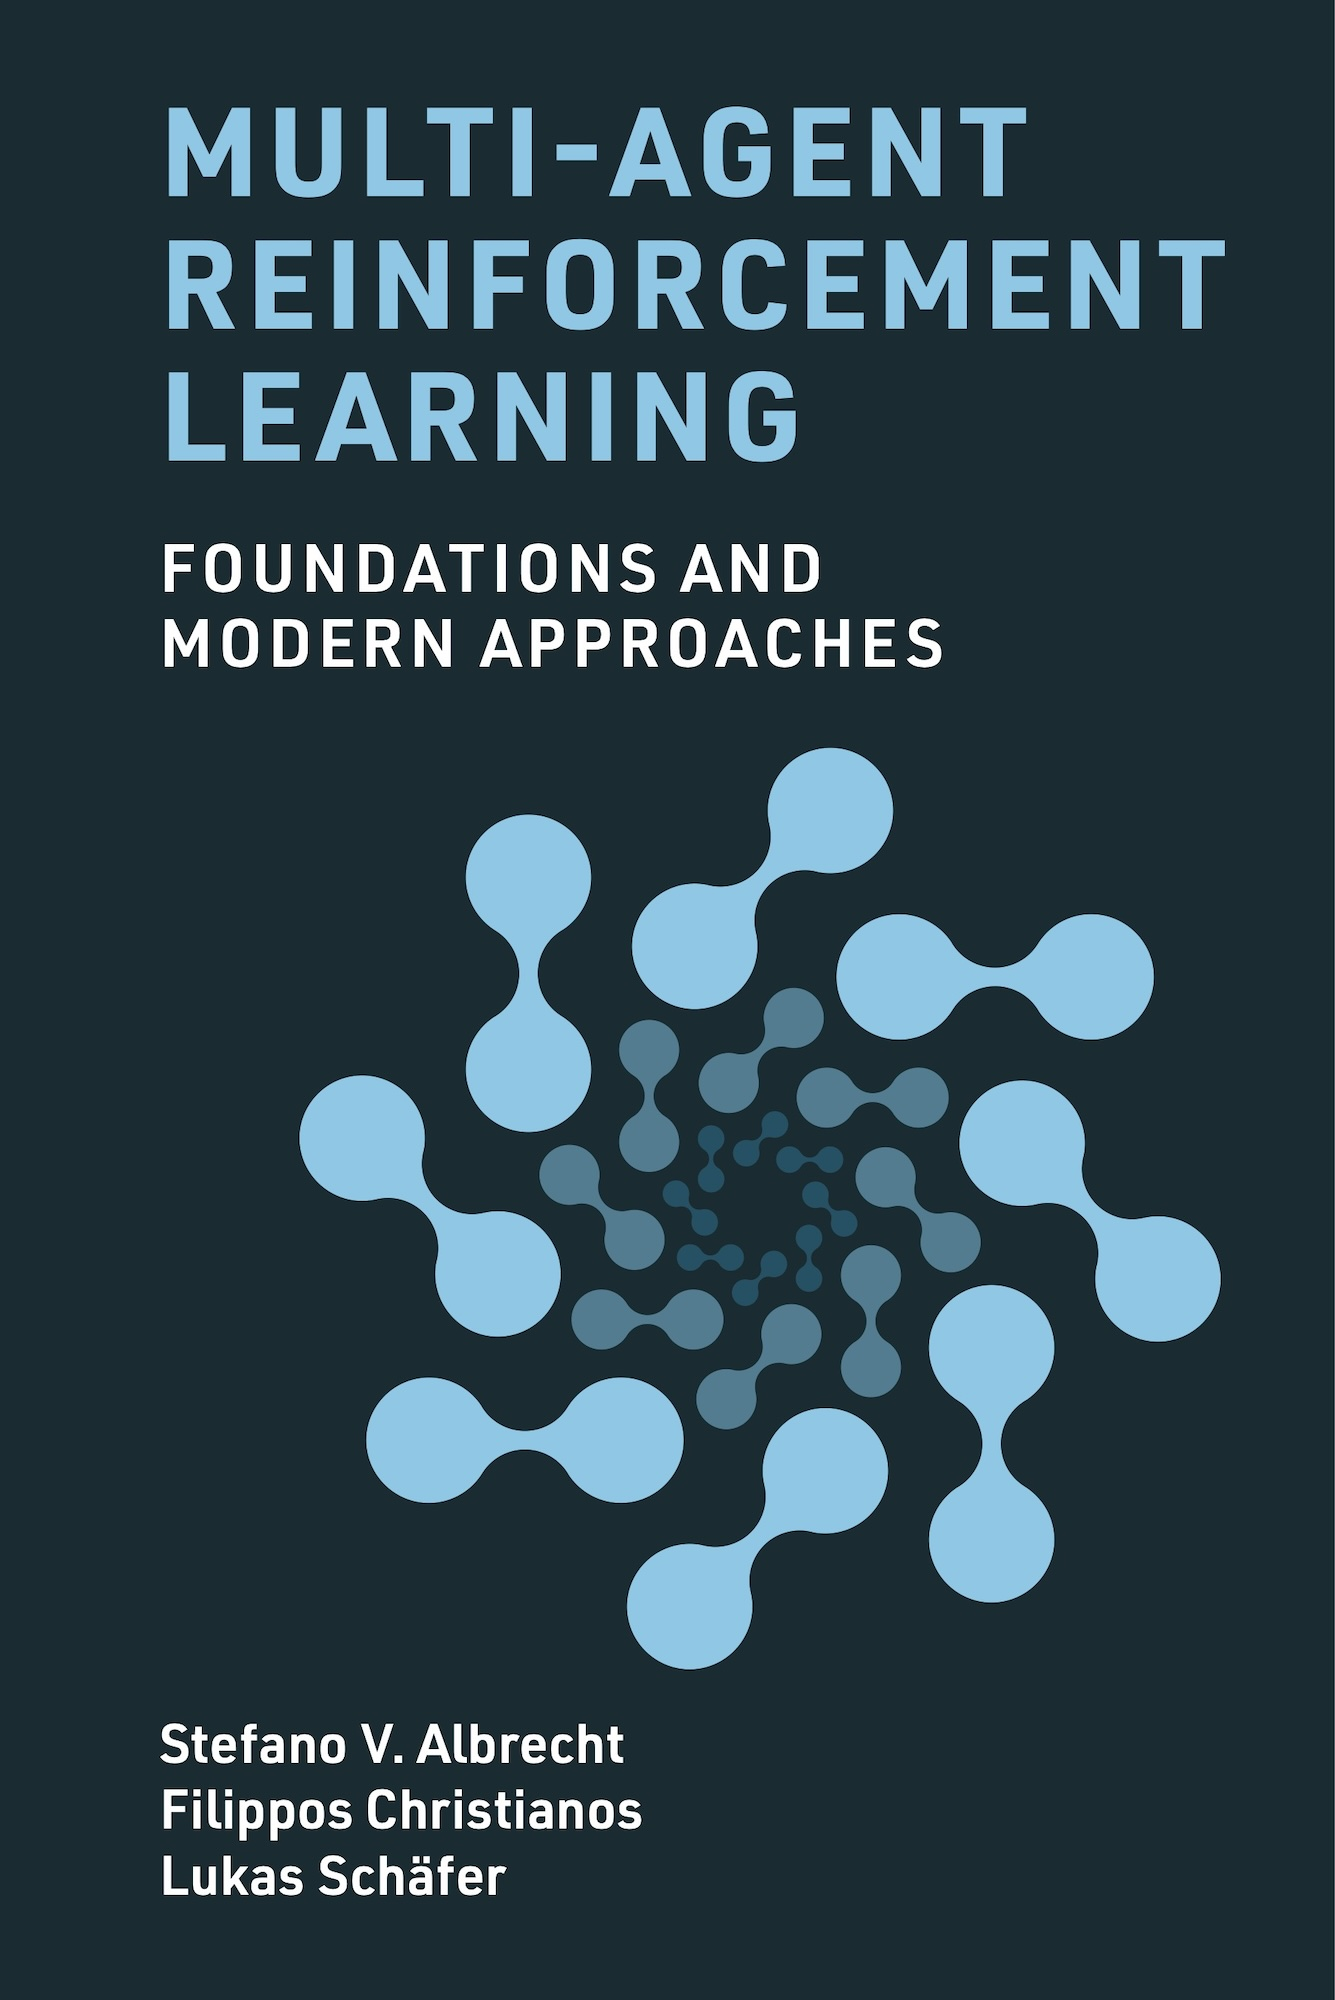 MULTI-AGENT
REINFORCEMENT
LEARNING
FOUNDATIONS AND
MODERN APPROACHES
Stefano V. Albrecht
Filippos Christianos
Lukas Schäfer